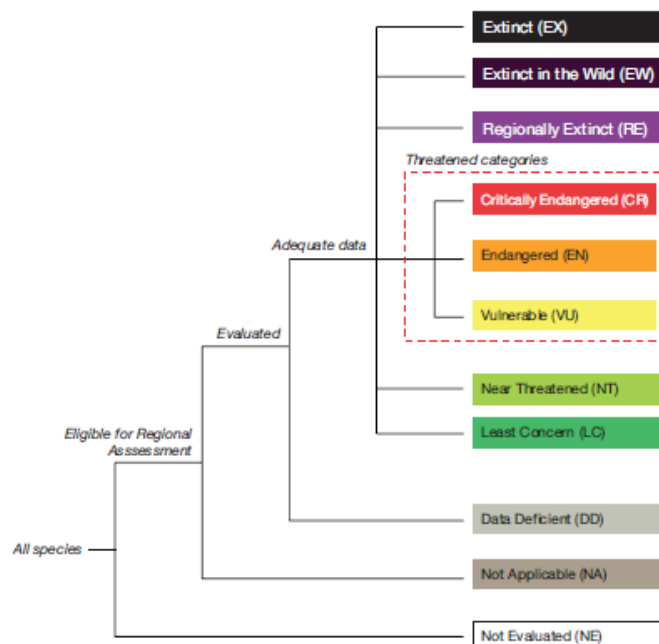 Extinct (EX)
Extinct in the Wild (EW)
Regionally Extinct (RE)
Threatened categories
Critically Endangered (CR)
Adequate data
Endangered (EN)
Vulnerable (VU)
Evaluated
Near Threatened (NT)
Eligible for Regional
Asssessment
Least Concern (LC)
Data Deficient (DD)
All species
Not Applicable (NA)
Not Evaluated (NE)